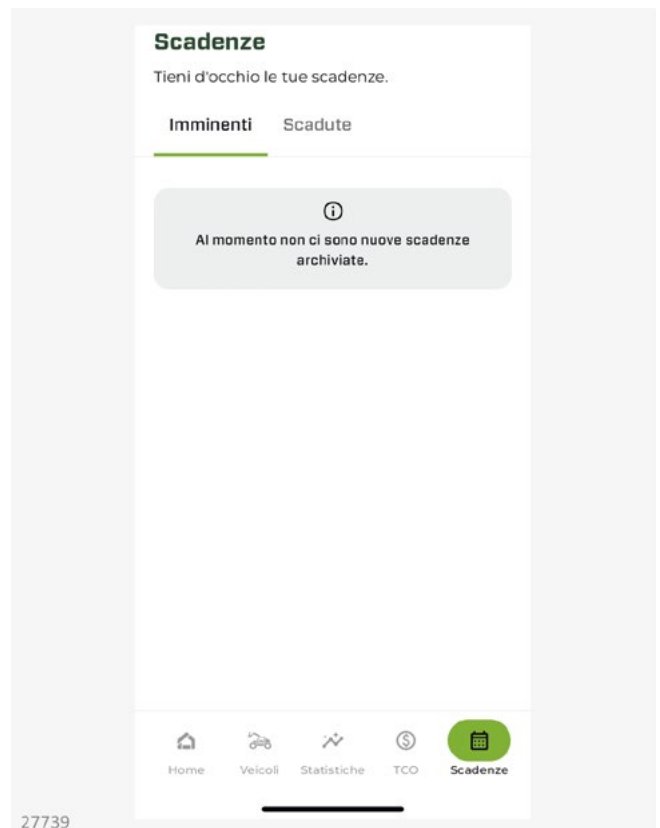 Scadenze
Tieni d'occhio le tue scadenze.
Imminenti Scadute
Al momento non ci sono nuove scadenze
archiviate.
Home Veicoli Statistiche TCO Scadenze
27739